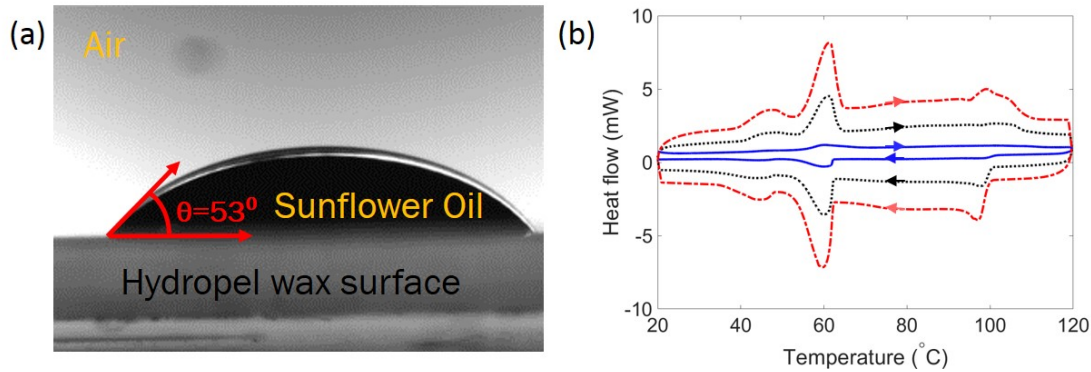 (a)
Air
θ=53⁰
Sunflower Oil
Hydropel wax surface
(b)
Heat flow (mW)
10
5
0
-5
-10
20
40
60
80
100
120
Temperature (°C)